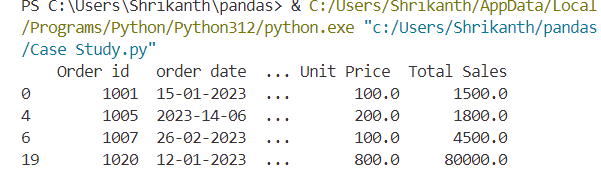 PS C:\Users\Shrikanth\pandas> & C:/Users/Shrikanth/AppData/Local
/Programs/Python/Python312/python.exe "c:/Users/Shrikanth/pandas
/Case Study.py"
Order id order date ... Unit Price Total Sales
0 1001 15-01-2023 ... 100.0 1500.0
4 1005 2023-14-06 ... 200.0 1800.0
6 1007 26-02-2023 ... 100.0 4500.0
19 1020 12-01-2023 ... 800.0 80000.0